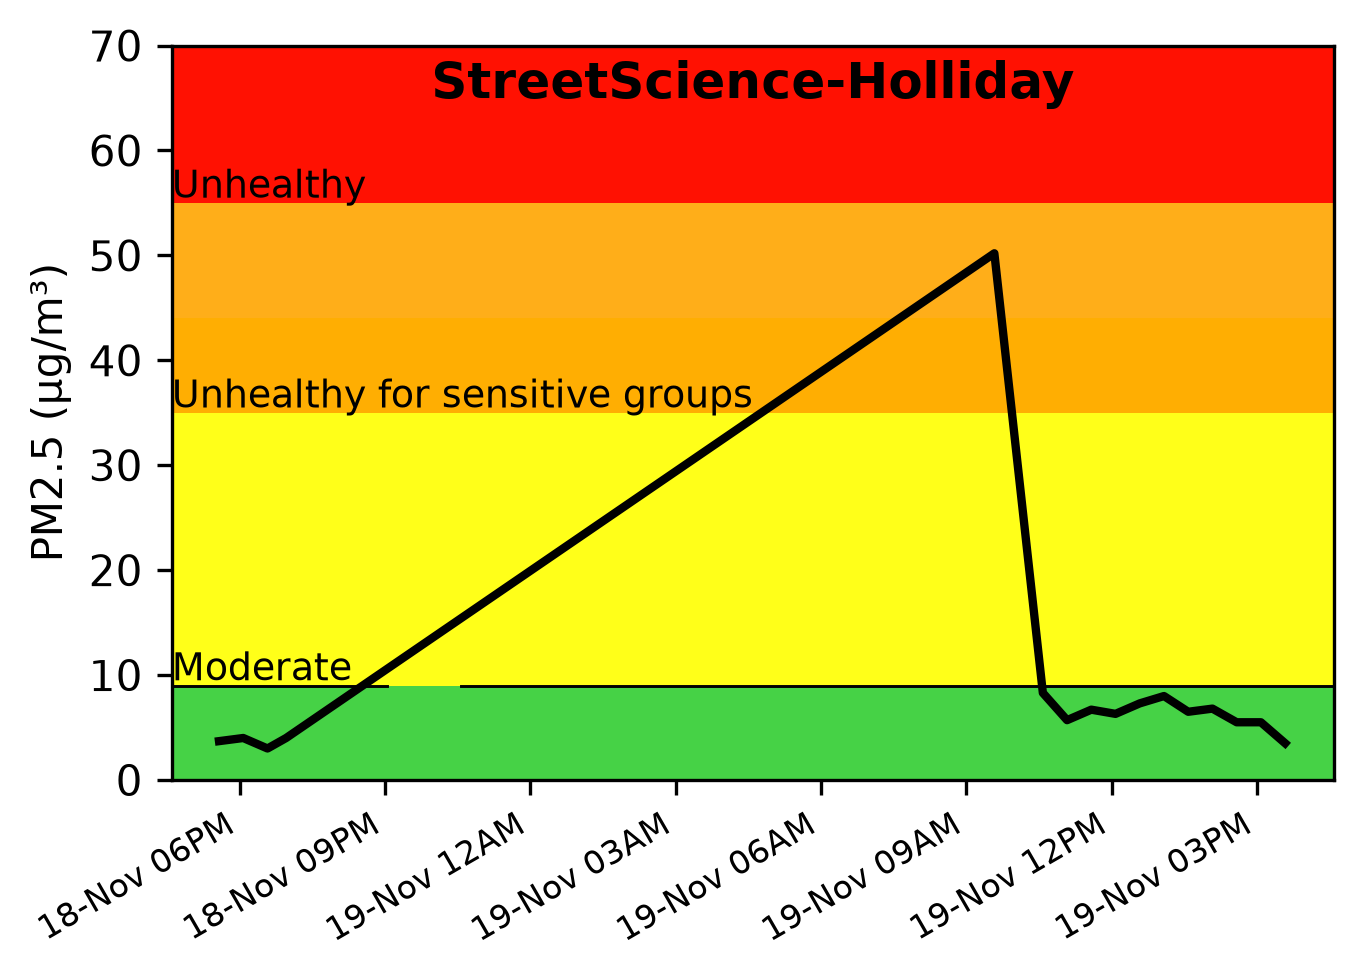 StreetScience-Holliday
70
60
50
40
30
20
10
0
PM2.5 (µg/m³)
Unhealthy
Unhealthy for sensitive groups
Moderate
18-Nov 06PM
18-Nov 09PM
19-Nov 12AM
19-Nov 03AM
19-Nov 06AM
19-Nov 09AM
19-Nov 12PM
19-Nov 03PM